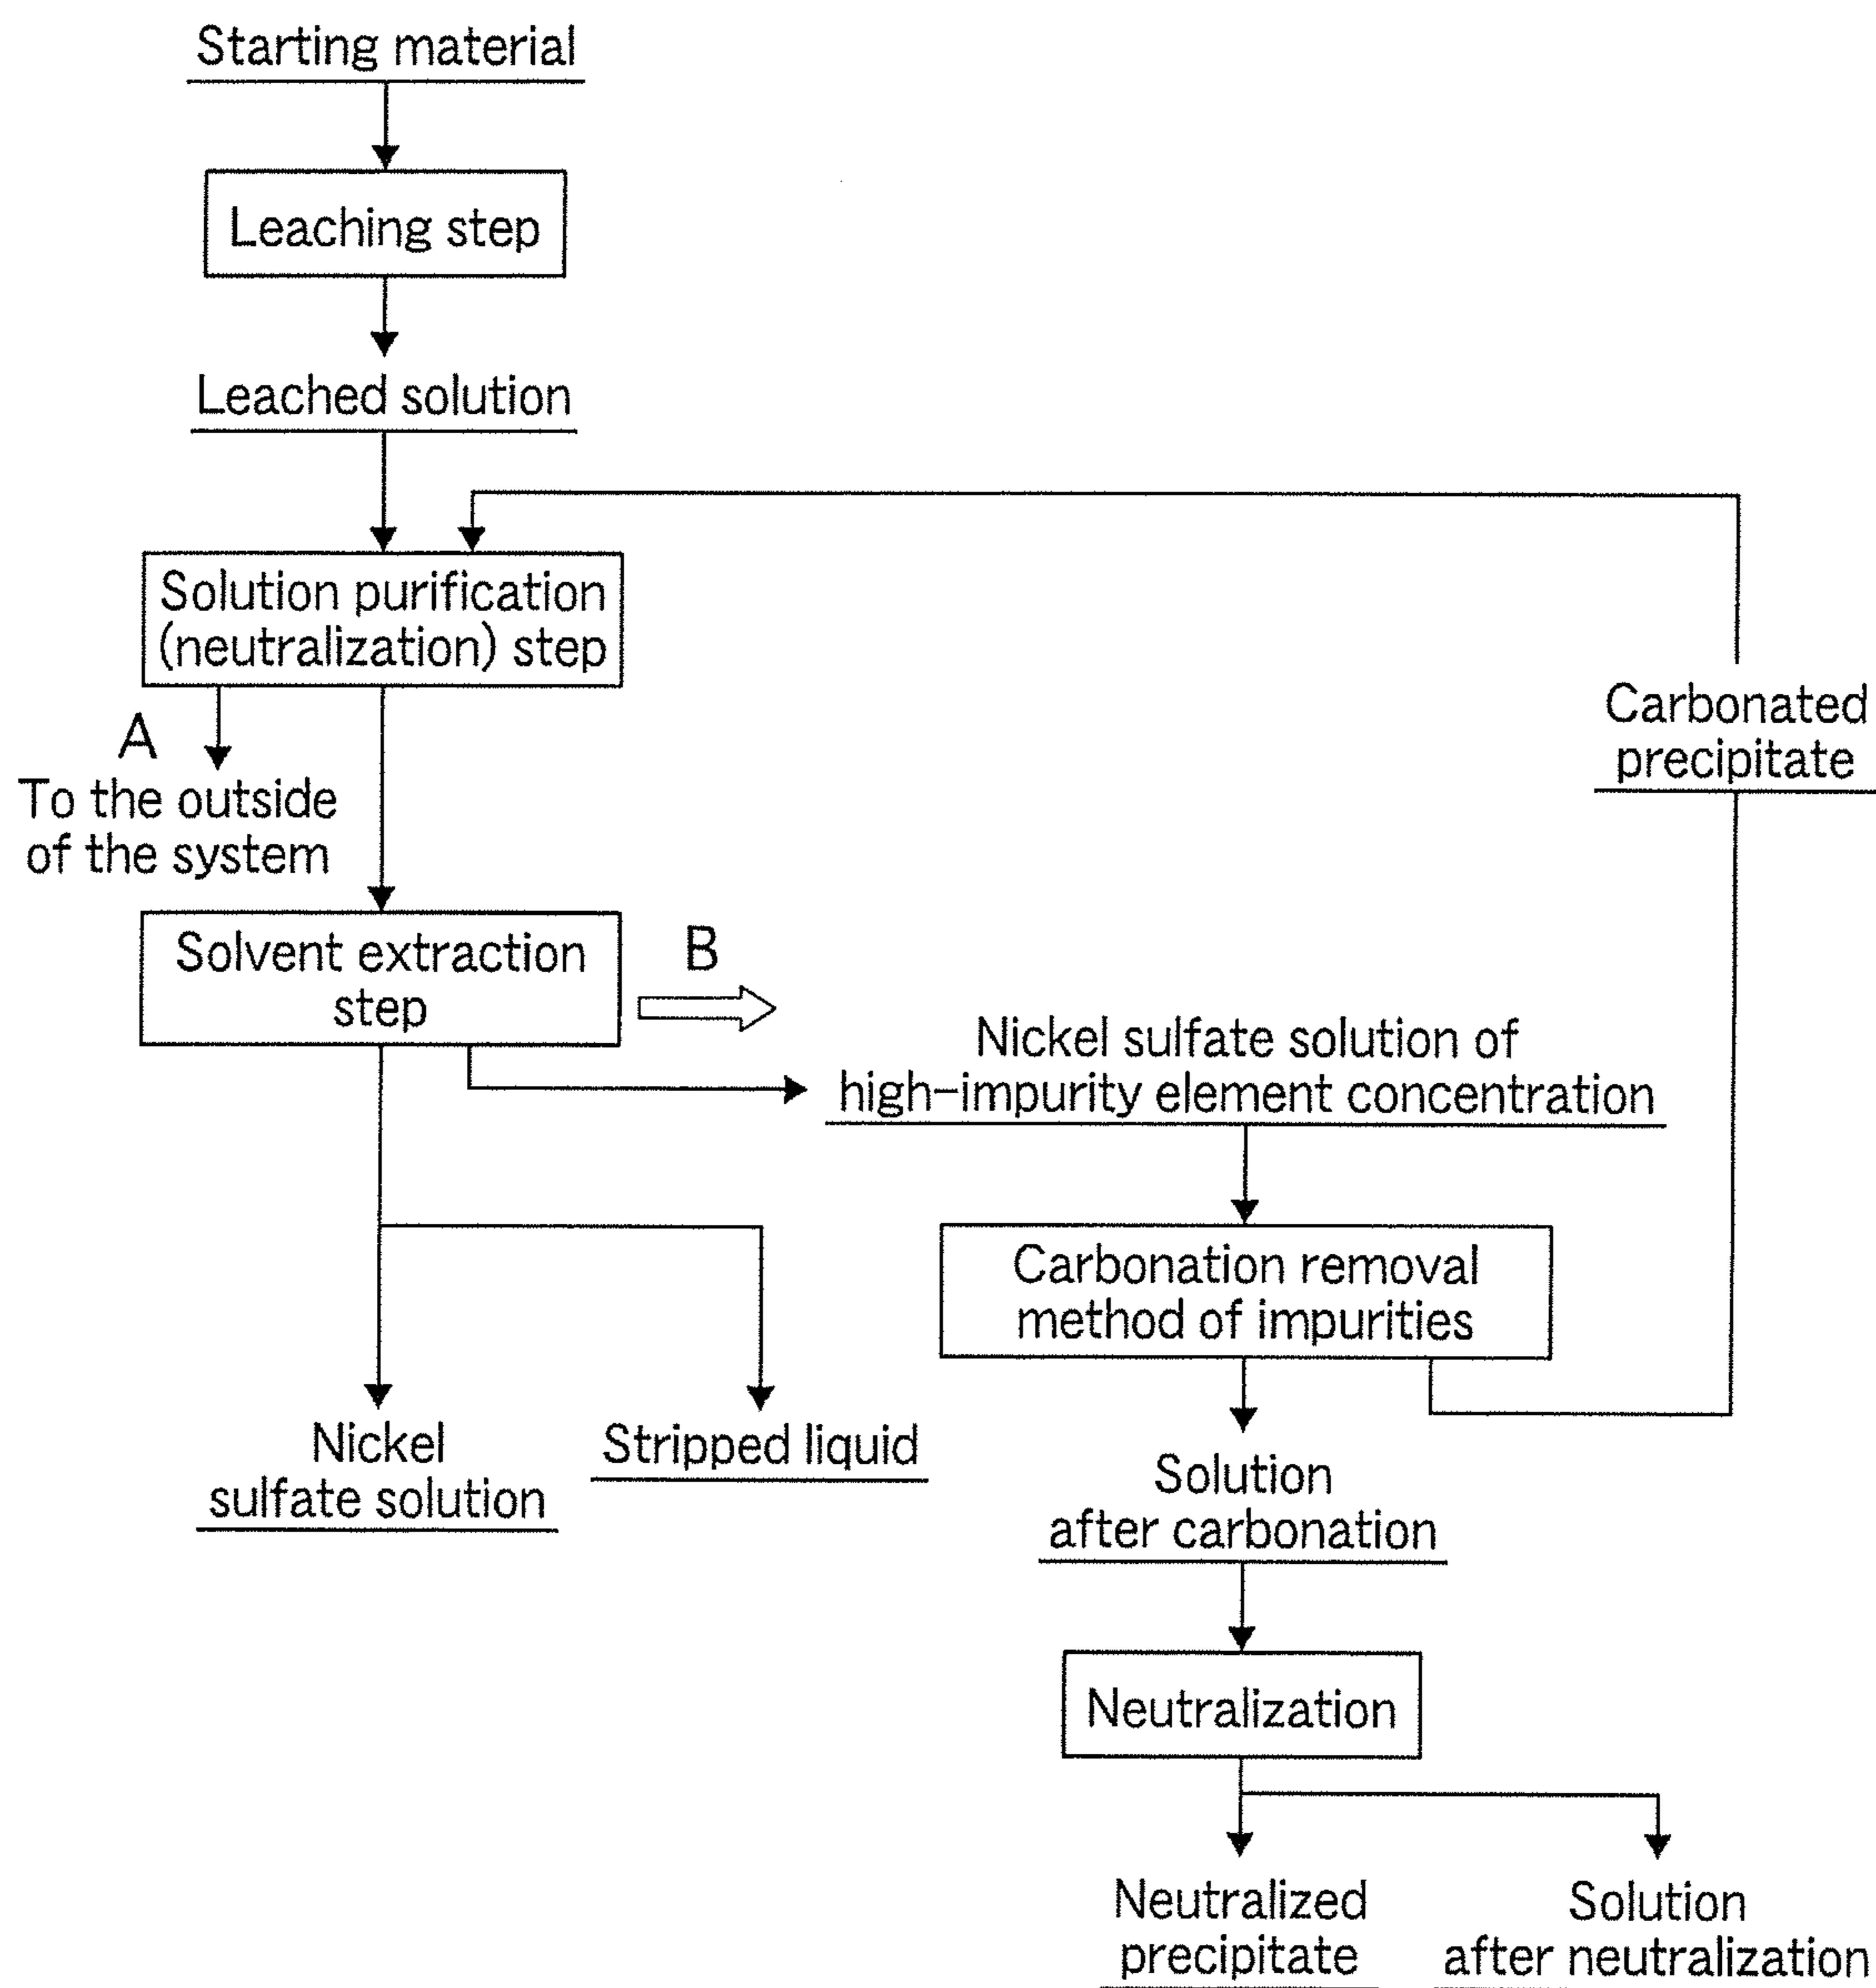 Starting material
Leaching step
Leached solution
Solution purification
(neutralization) step
Carbonated
precipitate
A
To the outside
of the system
Solvent extraction
step
B
Nickel sulfate solution of
high-impurity element concentration
Carbonation removal
method of impurities
Nickel
sulfate solution
Stripped liquid
Solution
after carbonation
Neutralization
Neutralized
precipitate
Solution
after neutralization